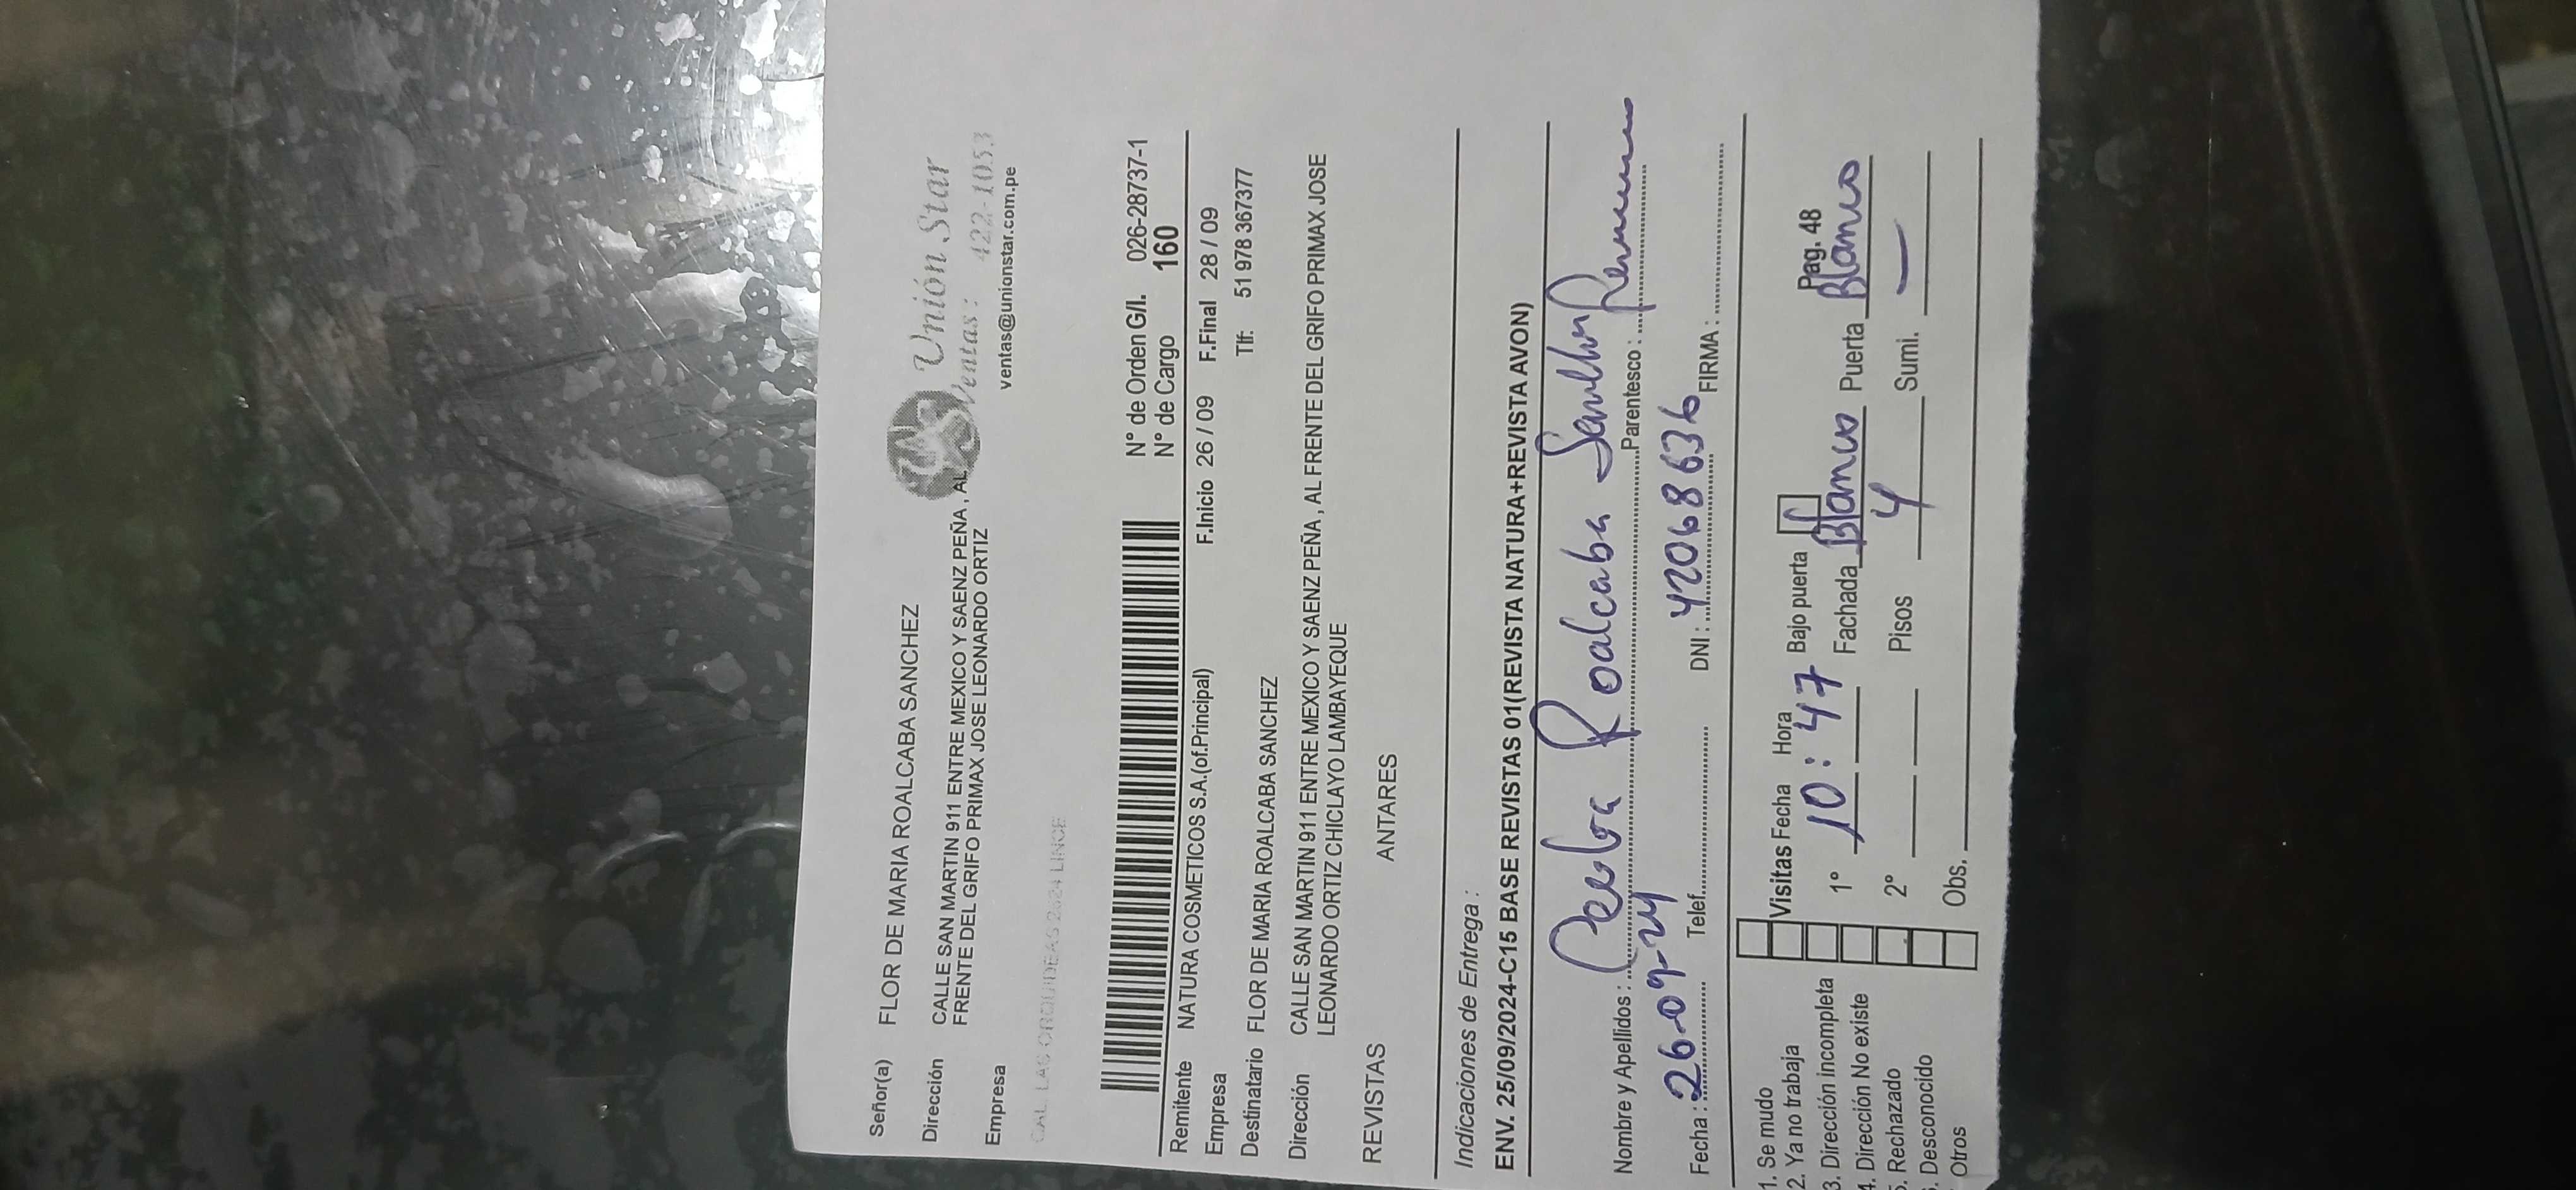 Señor(a) FLOR DE MARIA ROALCABA SANCHEZ
Unión Star
Ventas: 422-1053
ventas@unionstar.com.pe
Dirección CALLE SAN MARTIN 911 ENTRE MEXICO Y SAENZ PEÑA , AL
FRENTE DEL GRIFO PRIMAX JOSE LEONARDO ORTIZ
Empresa
CAL. LAS ORQUIDEAS 2624 LINCE
N° de Orden G/I. 026-28737-1
N° de Cargo 160
Remitente NATURA COSMETICOS S.A.(of.Principal)
F.Inicio 26 / 09 F.Final 28 / 09
Empresa
Tlf: 51 978 367377
Destinatario FLOR DE MARIA ROALCABA SANCHEZ
Dirección CALLE SAN MARTIN 911 ENTRE MEXICO Y SAENZ PEÑA , AL FRENTE DEL GRIFO PRIMAX JOSE
LEONARDO ORTIZ CHICLAYO LAMBAYEQUE
REVISTAS ANTARES
Indicaciones de Entrega :
ENV. 25/09/2024-C15 BASE REVISTAS 01(REVISTA NATURA+REVISTA AVON)
Nombre y Apellidos : Roalcaba Parentesco :
Fecha : 26-09-24 Telef. DNI : 42068636 FIRMA :
1. Se mudo
2. Ya no trabaja
3. Dirección incompleta
4. Dirección No existe
5. Rechazado
. Desconocido
Otros
Visitas Fecha Hora Bajo puerta Pag. 48
1° 10:47 Fachada Blanco Puerta Blanco
2° Pisos 4 Sumi. —
Obs.